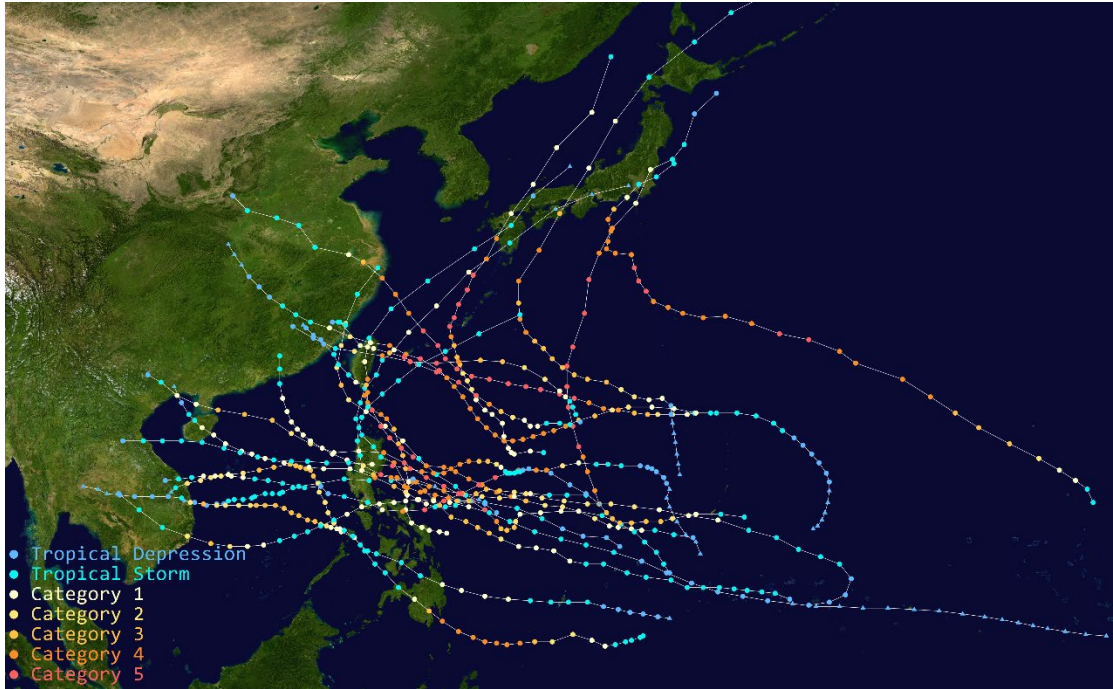 Tropical Depression
Tropical Storm
Category 1
Category 2
Category 3
Category 4
Category 5